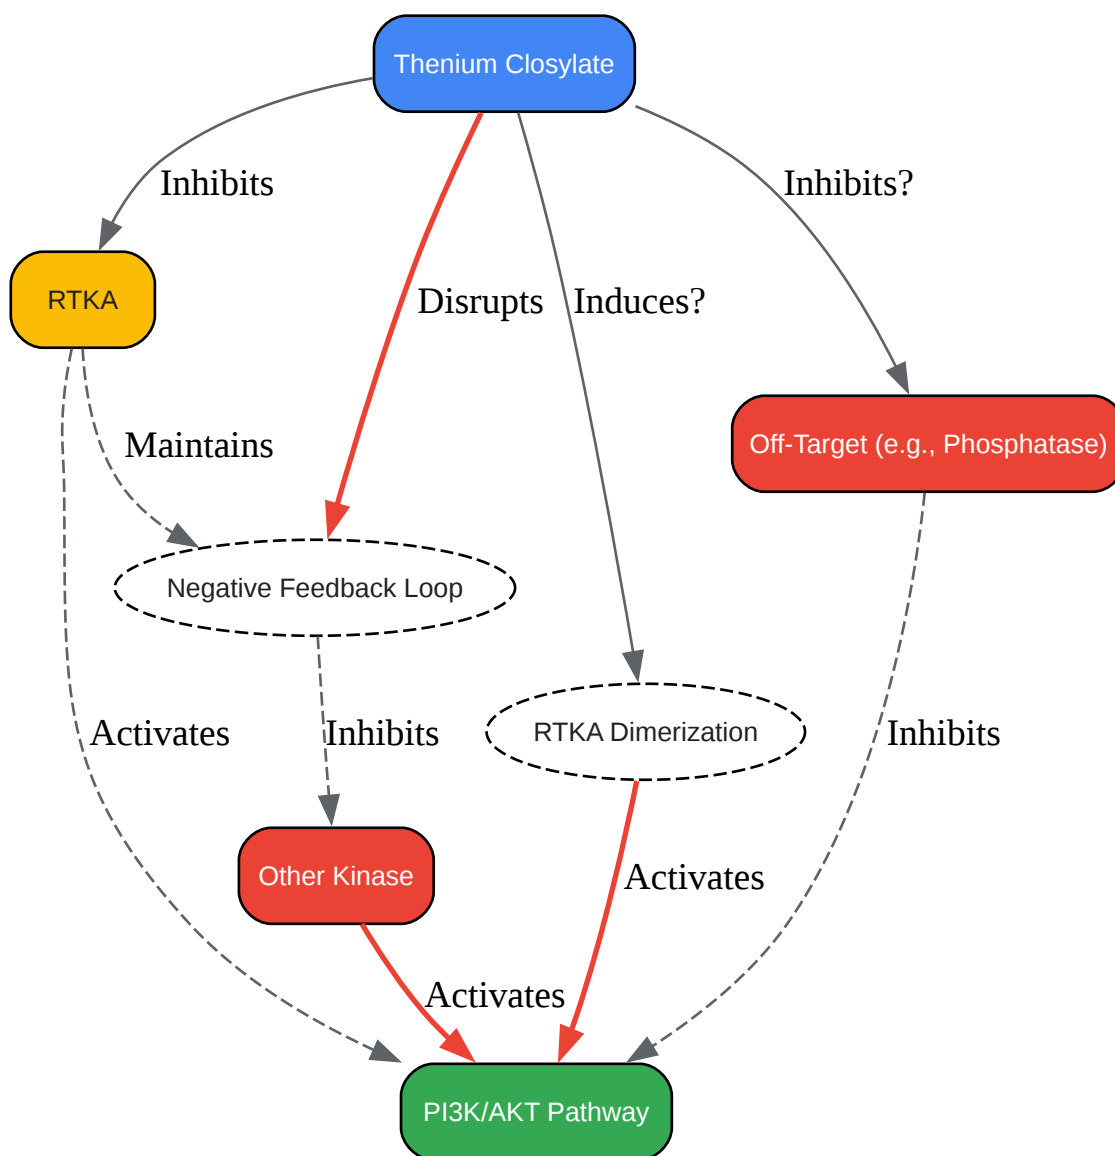 Thenium Closylate
Inhibits
Inhibits?
RTKA
Disrupts
Induces?
Maintains
Off-Target (e.g., Phosphatase)
Negative Feedback Loop
Activates
Inhibits
RTKA Dimerization
Inhibits
Other Kinase
Activates
Activates
PI3K/AKT Pathway